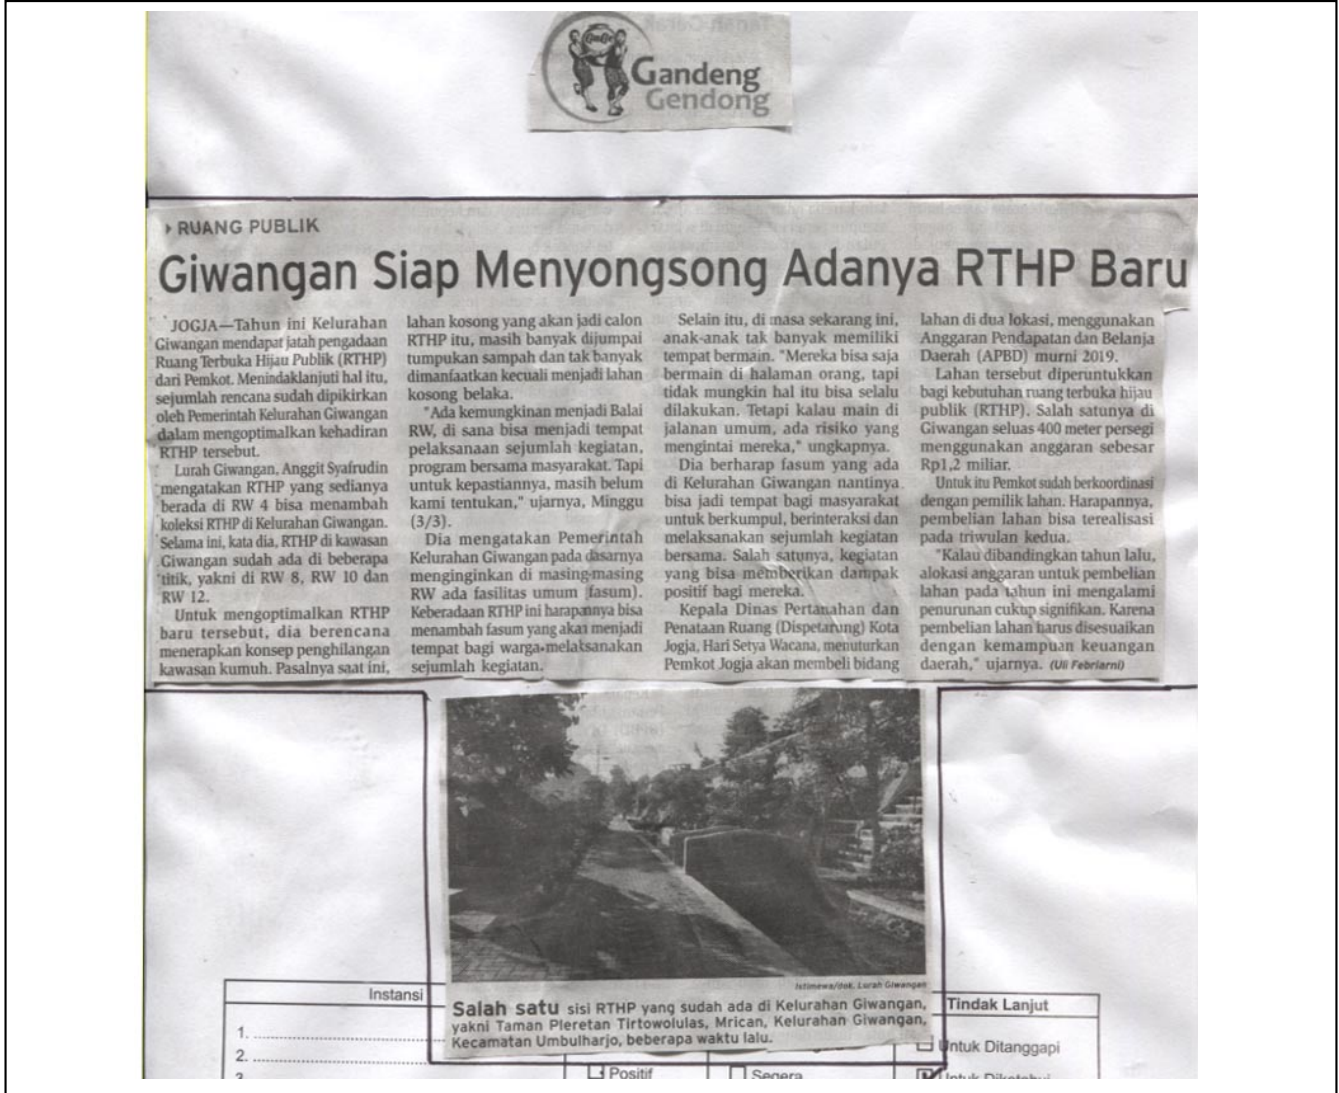 Gandeng
Gendong
RUANG PUBLIK
Giwangan Siap Menyongsong Adanya RTHP Baru
JOGJA—Tahun ini Kelurahan
Giwangan mendapat jatah pengadaan
Ruang Terbuka Hijau Publik (RTHP)
dari Pemkot. Menindaklanjuti hal itu,
sejumlah rencana sudah dipikirkan
oleh Pemerintah Kelurahan Giwangan
dalam mengoptimalkan kehadiran
RTHP tersebut.
Lurah Giwangan, Anggit Syafrudin
mengatakan RTHP yang sedianya
berada di RW 4 bisa menambah
koleksi RTHP di Kelurahan Giwangan.
Selama ini, kata dia, RTHP di kawasan
Giwangan sudah ada di beberapa
titik, yakni di RW 8, RW 10 dan
RW 12.
Untuk mengoptimalkan RTHP
baru tersebut, dia berencana
menerapkan konsep penghilangan
kawasan kumuh. Pasalnya saat ini,
lahan kosong yang akan jadi calon
RTHP itu, masih banyak dijumpai
tumpukan sampah dan tak banyak
dimanfaatkan kecuali menjadi lahan
kosong belaka.
"Ada kemungkinan menjadi Balai
RW, di sana bisa menjadi tempat
pelaksanaan sejumlah kegiatan,
program bersama masyarakat. Tapi
untuk kepastiannya, masih belum
kami tentukan," ujarnya, Minggu
(3/3).
Dia mengatakan Pemerintah
Kelurahan Giwangan pada dasarnya
menginginkan di masing-masing
RW ada fasilitas umum (fasum).
Keberadaan RTHP ini harapannya bisa
menambah fasum yang akan menjadi
tempat bagi warga melaksanakan
sejumlah kegiatan.
Selain itu, di masa sekarang ini,
anak-anak tak banyak memiliki
tempat bermain. "Mereka bisa saja
bermain di halaman orang, tapi
tidak mungkin hal itu bisa selalu
dilakukan. Tetapi kalau main di
jalanan umum, ada risiko yang
mengintai mereka," ungkapnya.
Dia berharap fasum yang ada
di Kelurahan Giwangan nantinya
bisa jadi tempat bagi masyarakat
untuk berkumpul, berinteraksi dan
melaksanakan sejumlah kegiatan
bersama. Salah satunya, kegiatan
yang bisa memberikan dampak
positif bagi mereka.
Kepala Dinas Pertanahan dan
Penataan Ruang (Dispetarung) Kota
Jogja, Hari Setya Wacana, menuturkan
Pemkot Jogja akan membeli bidang
lahan di dua lokasi, menggunakan
Anggaran Pendapatan dan Belanja
Daerah (APBD) murni 2019.
Lahan tersebut diperuntukkan
bagi kebutuhan ruang terbuka hijau
publik (RTHP). Salah satunya di
Giwangan seluas 400 meter persegi
menggunakan anggaran sebesar
Rp1,2 miliar.
Untuk itu Pemkot sudah berkoordinasi
dengan pemilik lahan. Harapannya,
pembelian lahan bisa terealisasi
pada triwulan kedua.
"Kalau dibandingkan tahun lalu,
alokasi anggaran untuk pembelian
lahan pada tahun ini mengalami
penurunan cukup signifikan. Karena
pembelian lahan harus disesuaikan
dengan kemampuan keuangan
daerah," ujarnya. (Uli Febriarni)
Istimewa/dok. Lurah Giwangan
Salah satu sisi RTHP yang sudah ada di Kelurahan Giwangan,
yakni Taman Pleretan Tirtowolulas, Mrican, Kelurahan Giwangan,
Kecamatan Umbulharjo, beberapa waktu lalu.
Instansi
Tindak Lanjut
1.
2.
3.
Positif
Segera
Untuk Ditanggapi
Untuk Diketahui